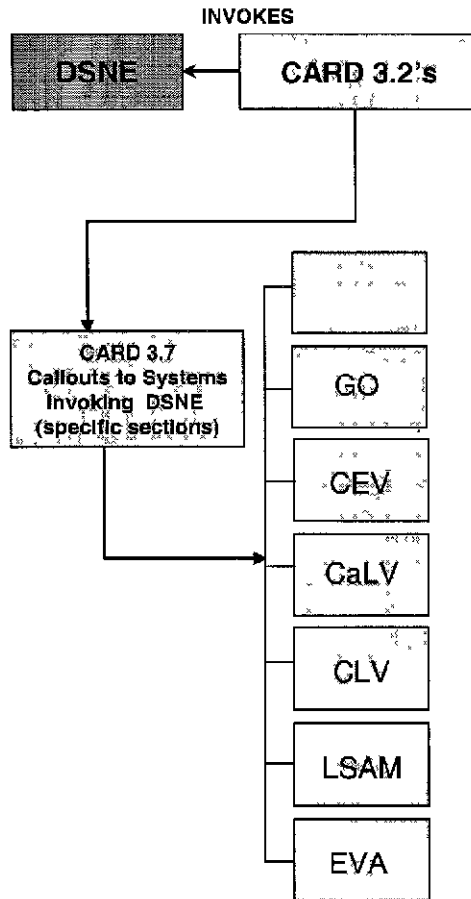 INVOKES
DSNE
CARD 3.2's
CARD 3.7
Callouts to Systems
Invoking DSNE
(specific sections)
GO
CEV
CaLV
CLV
LSAM
EVA